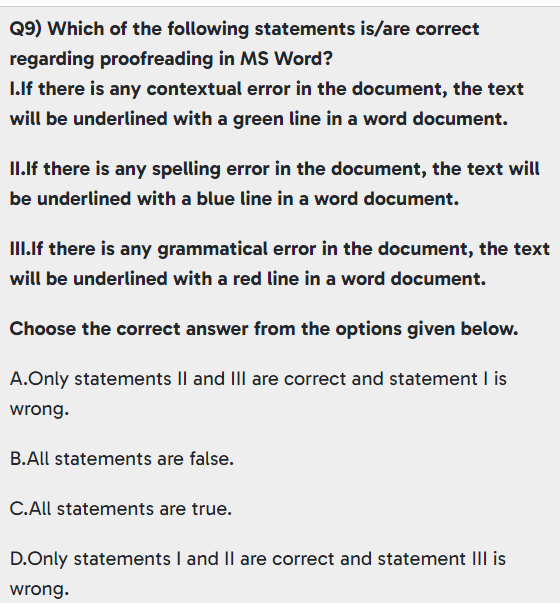 Q9) Which of the following statements is/are correct
regarding proofreading in MS Word?
I.If there is any contextual error in the document, the text
will be underlined with a green line in a word document.
II.If there is any spelling error in the document, the text will
be underlined with a blue line in a word document.
III.If there is any grammatical error in the document, the text
will be underlined with a red line in a word document.
Choose the correct answer from the options given below.
A.Only statements II and III are correct and statement I is
wrong.
B.All statements are false.
C.All statements are true.
D.Only statements I and II are correct and statement III is
wrong.